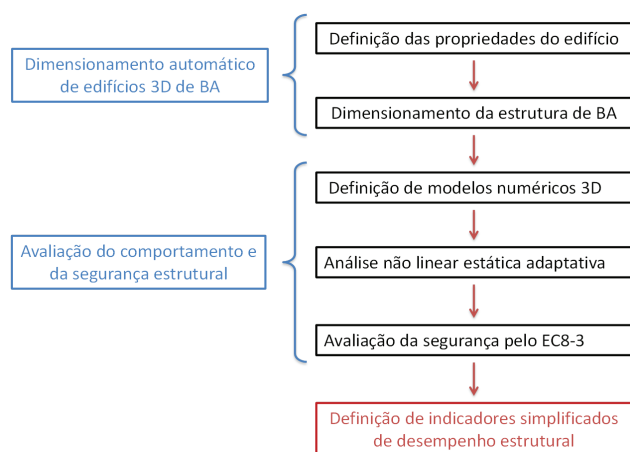 Definição das propriedades do edifício
Dimensionamento automático
de edifícios 3D de BA
Dimensionamento da estrutura de BA
Definição de modelos numéricos 3D
Avaliação do comportamento e
da segurança estrutural
Análise não linear estática adaptativa
Avaliação da segurança pelo EC8-3
Definição de indicadores simplificados
de desempenho estrutural